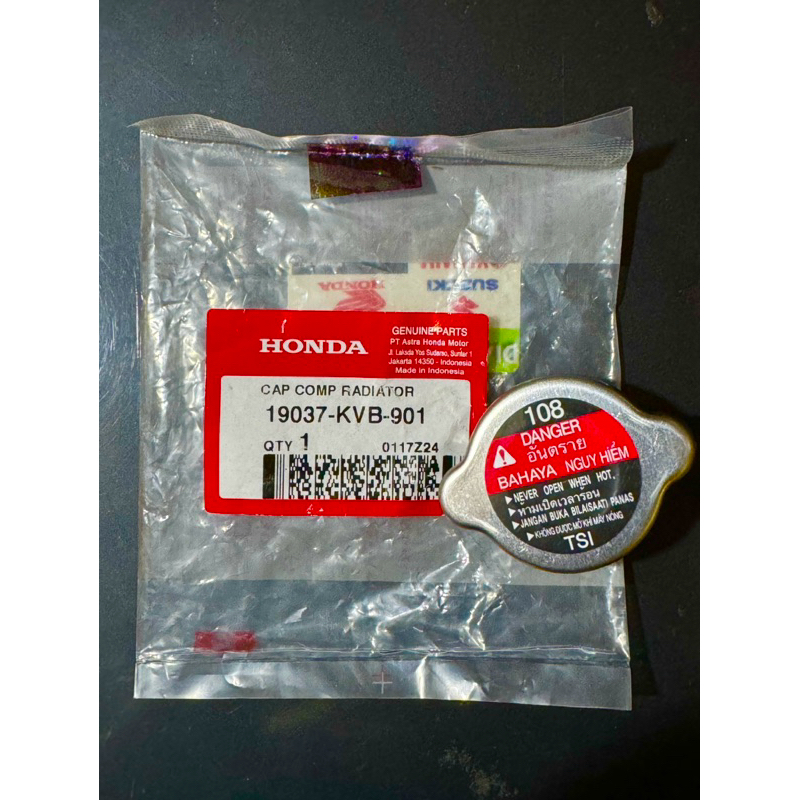 HONDA
SUZUKI
HONDA
GENUINE PARTS
PT Astra Honda Motor
Jl. Laksda Yos Sudarso, Sunter 1
Jakarta 14350 - Indonesia
Made in Indonesia
CAP COMP RADIATOR
19037-KVB-901
QTY 1
0117Z24
108
DANGER
อันตราย
BAHAYA NGUY HIỂM
▶NEVER OPEN WHEN HOT.
▶ห้ามเปิดเวลาร้อน
▶JANGAN BUKA BILA(SAAT) PANAS
▶KHÔNG ĐƯỢC MỞ KHI MÁY NÓNG
TSI